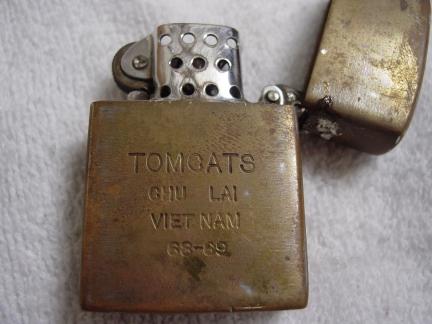 TOMCATS
CHU LAI
VIET NAM
68-69